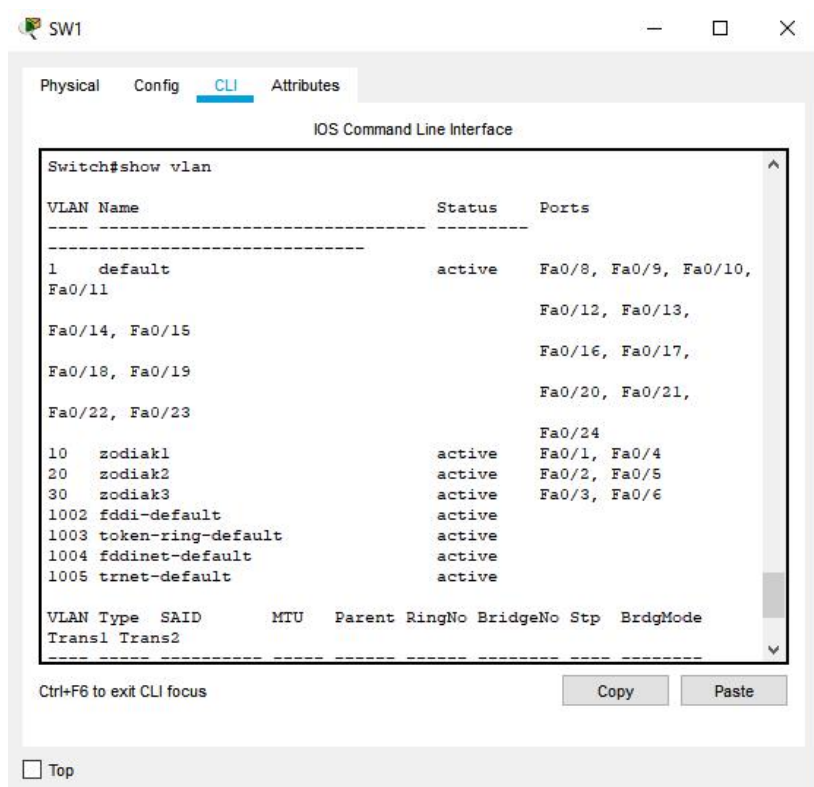 SW1
Physical Config CLI Attributes
IOS Command Line Interface
Switch#show vlan
VLAN Name Status Ports
---- -------------------------------- ---------
-------------------------------
1 default active Fa0/8, Fa0/9, Fa0/10,
Fa0/11
Fa0/12, Fa0/13,
Fa0/14, Fa0/15
Fa0/16, Fa0/17,
Fa0/18, Fa0/19
Fa0/20, Fa0/21,
Fa0/22, Fa0/23
Fa0/24
10 zodiak1 active Fa0/1, Fa0/4
20 zodiak2 active Fa0/2, Fa0/5
30 zodiak3 active Fa0/3, Fa0/6
1002 fddi-default active
1003 token-ring-default active
1004 fddinet-default active
1005 trnet-default active
VLAN Type SAID MTU Parent RingNo BridgeNo Stp BrdgMode
Trans1 Trans2
---- ----- ---------- ----- ------ ------ -------- ---- --------
Ctrl+F6 to exit CLI focus
Copy Paste
Top